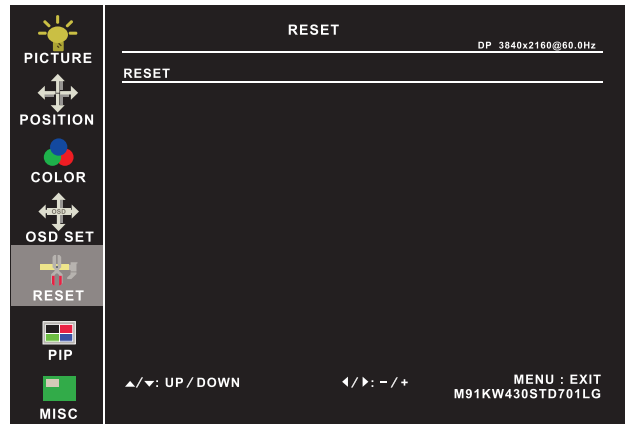 PICTURE
POSITION
COLOR
OSD
OSD SET
RESET
PIP
MISC
RESET
DP 3840x2160@60.0Hz
RESET
▲/▼: UP / DOWN
◀/▶: − / +
MENU : EXIT
M91KW430STD701LG